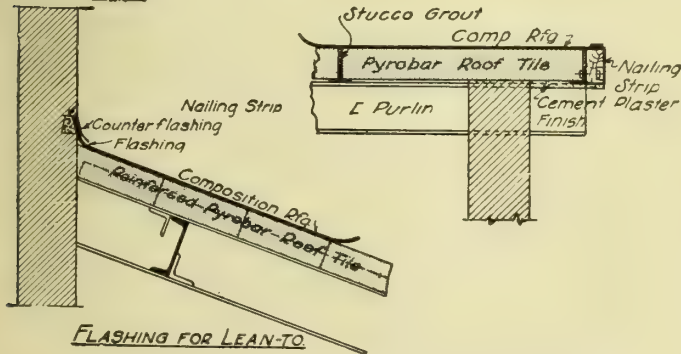 Stucco Grout
Comp Rfg
Pyrobar Roof Tile
Nailing
Strip
Cement Plaster
Finish
I Purlin
Nailing Strip
Counterflashing
Flashing
Composition Rfg
Reinforced Pyrobar Roof Tile
FLASHING FOR LEAN-TO